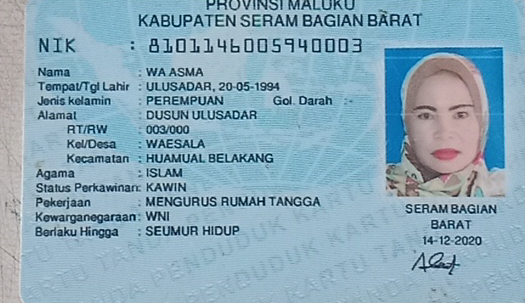 PROVINSI MALUKU
KABUPATEN SERAM BAGIAN BARAT
NIK : 8101146005940003
Nama : WA ASMA
Tempat/Tgl Lahir : ULUSADAR, 20-05-1994
Jenis kelamin : PEREMPUAN Gol. Darah :-
Alamat : DUSUN ULUSADAR
RT/RW : 003/000
Kel/Desa : WAESALA
Kecamatan : HUAMUAL BELAKANG
Agama : ISLAM
Status Perkawinan: KAWIN
Pekerjaan : MENGURUS RUMAH TANGGA
Kewarganegaraan: WNI
Berlaku Hingga : SEUMUR HIDUP
SERAM BAGIAN
BARAT
14-12-2020